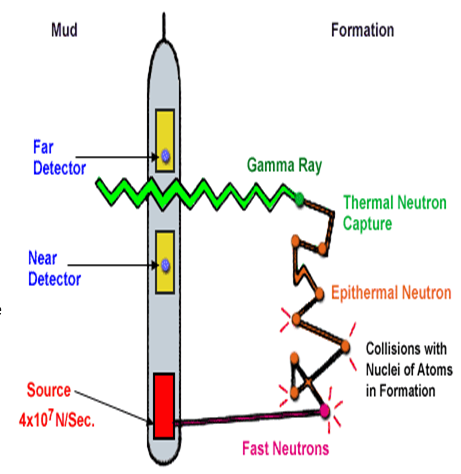 Mud
Formation
Far
Detector
Gamma Ray
Thermal Neutron
Capture
Near
Detector
Epithermal Neutron
e
Collisions with
Nuclei of Atoms
in Formation
Source
4x10⁷ N/Sec.
Fast Neutrons